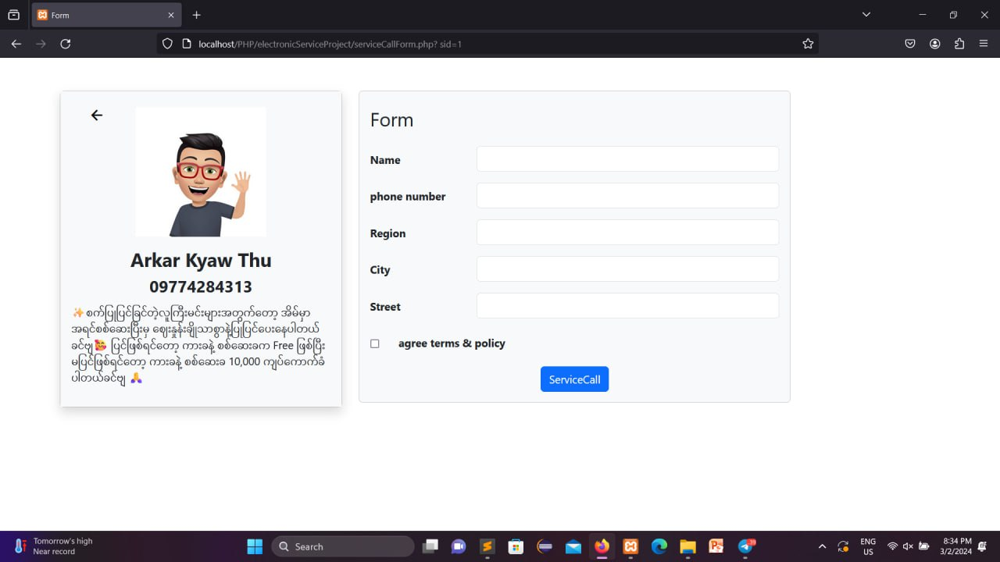 Form
localhost/PHP/electronicServiceProject/serviceCallForm.php? sid=1
Arkar Kyaw Thu
09774284313
✨စက်ပြုပြင်ခြင်တဲ့လူကြီးမင်းများအတွက်တော့ အိမ်မှာ
အရင်စစ်ဆေးပြီးမှ ဈေးနှုန်းချိုသာစွာနဲ့ပြုပြင်ပေးနေပါတယ်
ခင်ဗျ🥰 ပြင်ဖြစ်ရင်တော့ ကားခနဲ့ စစ်ဆေးခက Free ဖြစ်ပြီး
မပြင်ဖြစ်ရင်တော့ ကားခနဲ့ စစ်ဆေးခ 10,000 ကျပ်ကောက်ခံ
ပါတယ်ခင်ဗျ 🙏
Form
Name
phone number
Region
City
Street
agree terms & policy
ServiceCall
Tomorrow's high
Near record
Search
ENG
US
8:34 PM
3/2/2024